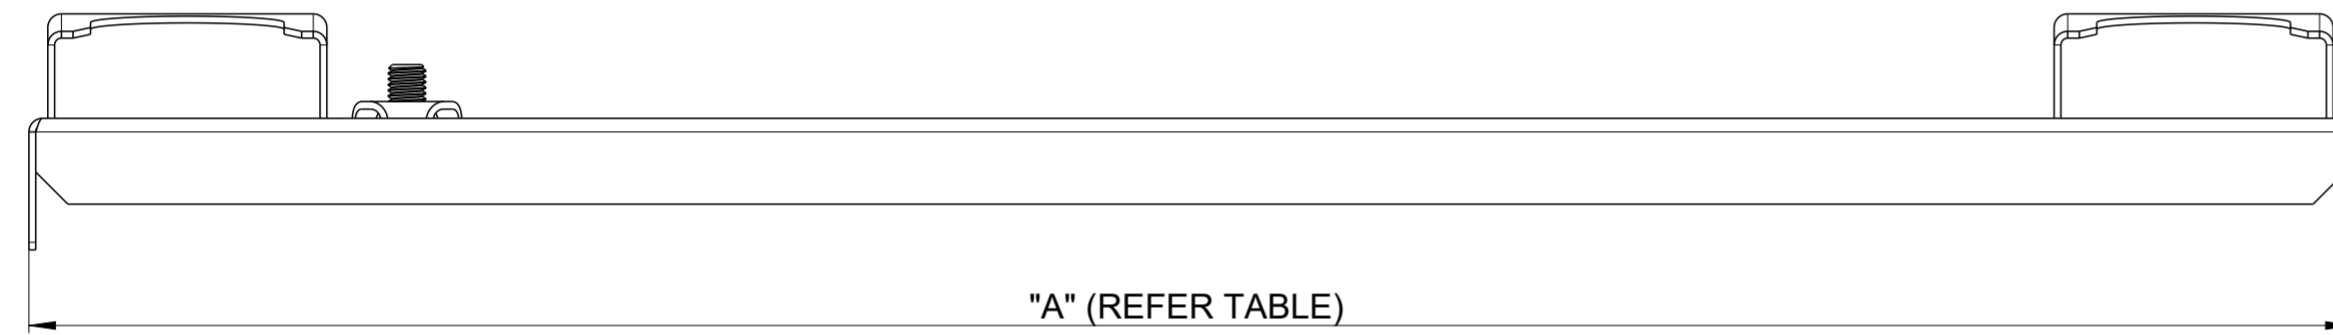 "A" (REFER TABLE)